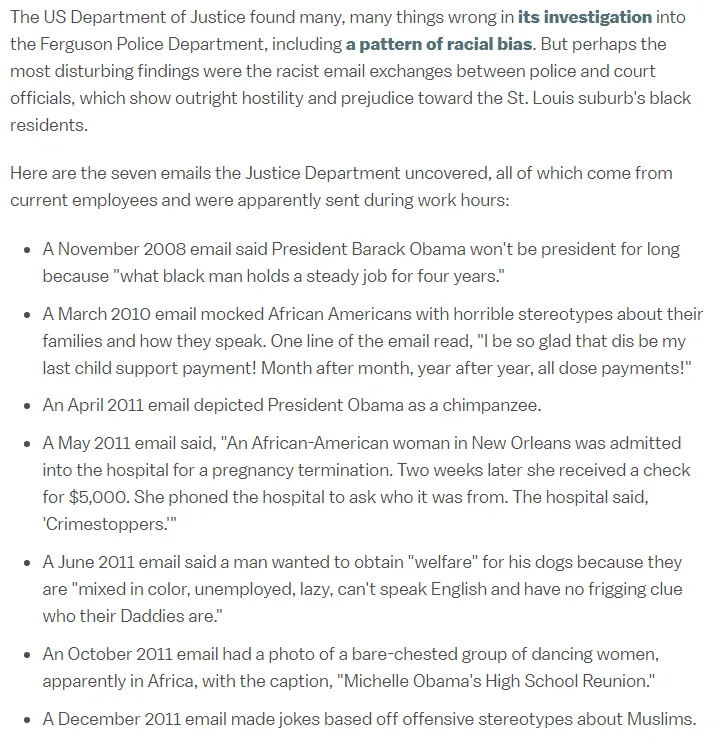 The US Department of Justice found many, many things wrong in its investigation into
the Ferguson Police Department, including a pattern of racial bias. But perhaps the
most disturbing findings were the racist email exchanges between police and court
officials, which show outright hostility and prejudice toward the St. Louis suburb's black
residents.
Here are the seven emails the Justice Department uncovered, all of which come from
current employees and were apparently sent during work hours:
• A November 2008 email said President Barack Obama won't be president for long
because "what black man holds a steady job for four years."
• A March 2010 email mocked African Americans with horrible stereotypes about their
families and how they speak. One line of the email read, "I be so glad that dis be my
last child support payment! Month after month, year after year, all dose payments!"
• An April 2011 email depicted President Obama as a chimpanzee.
• A May 2011 email said, "An African-American woman in New Orleans was admitted
into the hospital for a pregnancy termination. Two weeks later she received a check
for $5,000. She phoned the hospital to ask who it was from. The hospital said,
'Crimestoppers.'"
• A June 2011 email said a man wanted to obtain "welfare" for his dogs because they
are "mixed in color, unemployed, lazy, can't speak English and have no frigging clue
who their Daddies are."
• An October 2011 email had a photo of a bare-chested group of dancing women,
apparently in Africa, with the caption, "Michelle Obama's High School Reunion."
• A December 2011 email made jokes based off offensive stereotypes about Muslims.